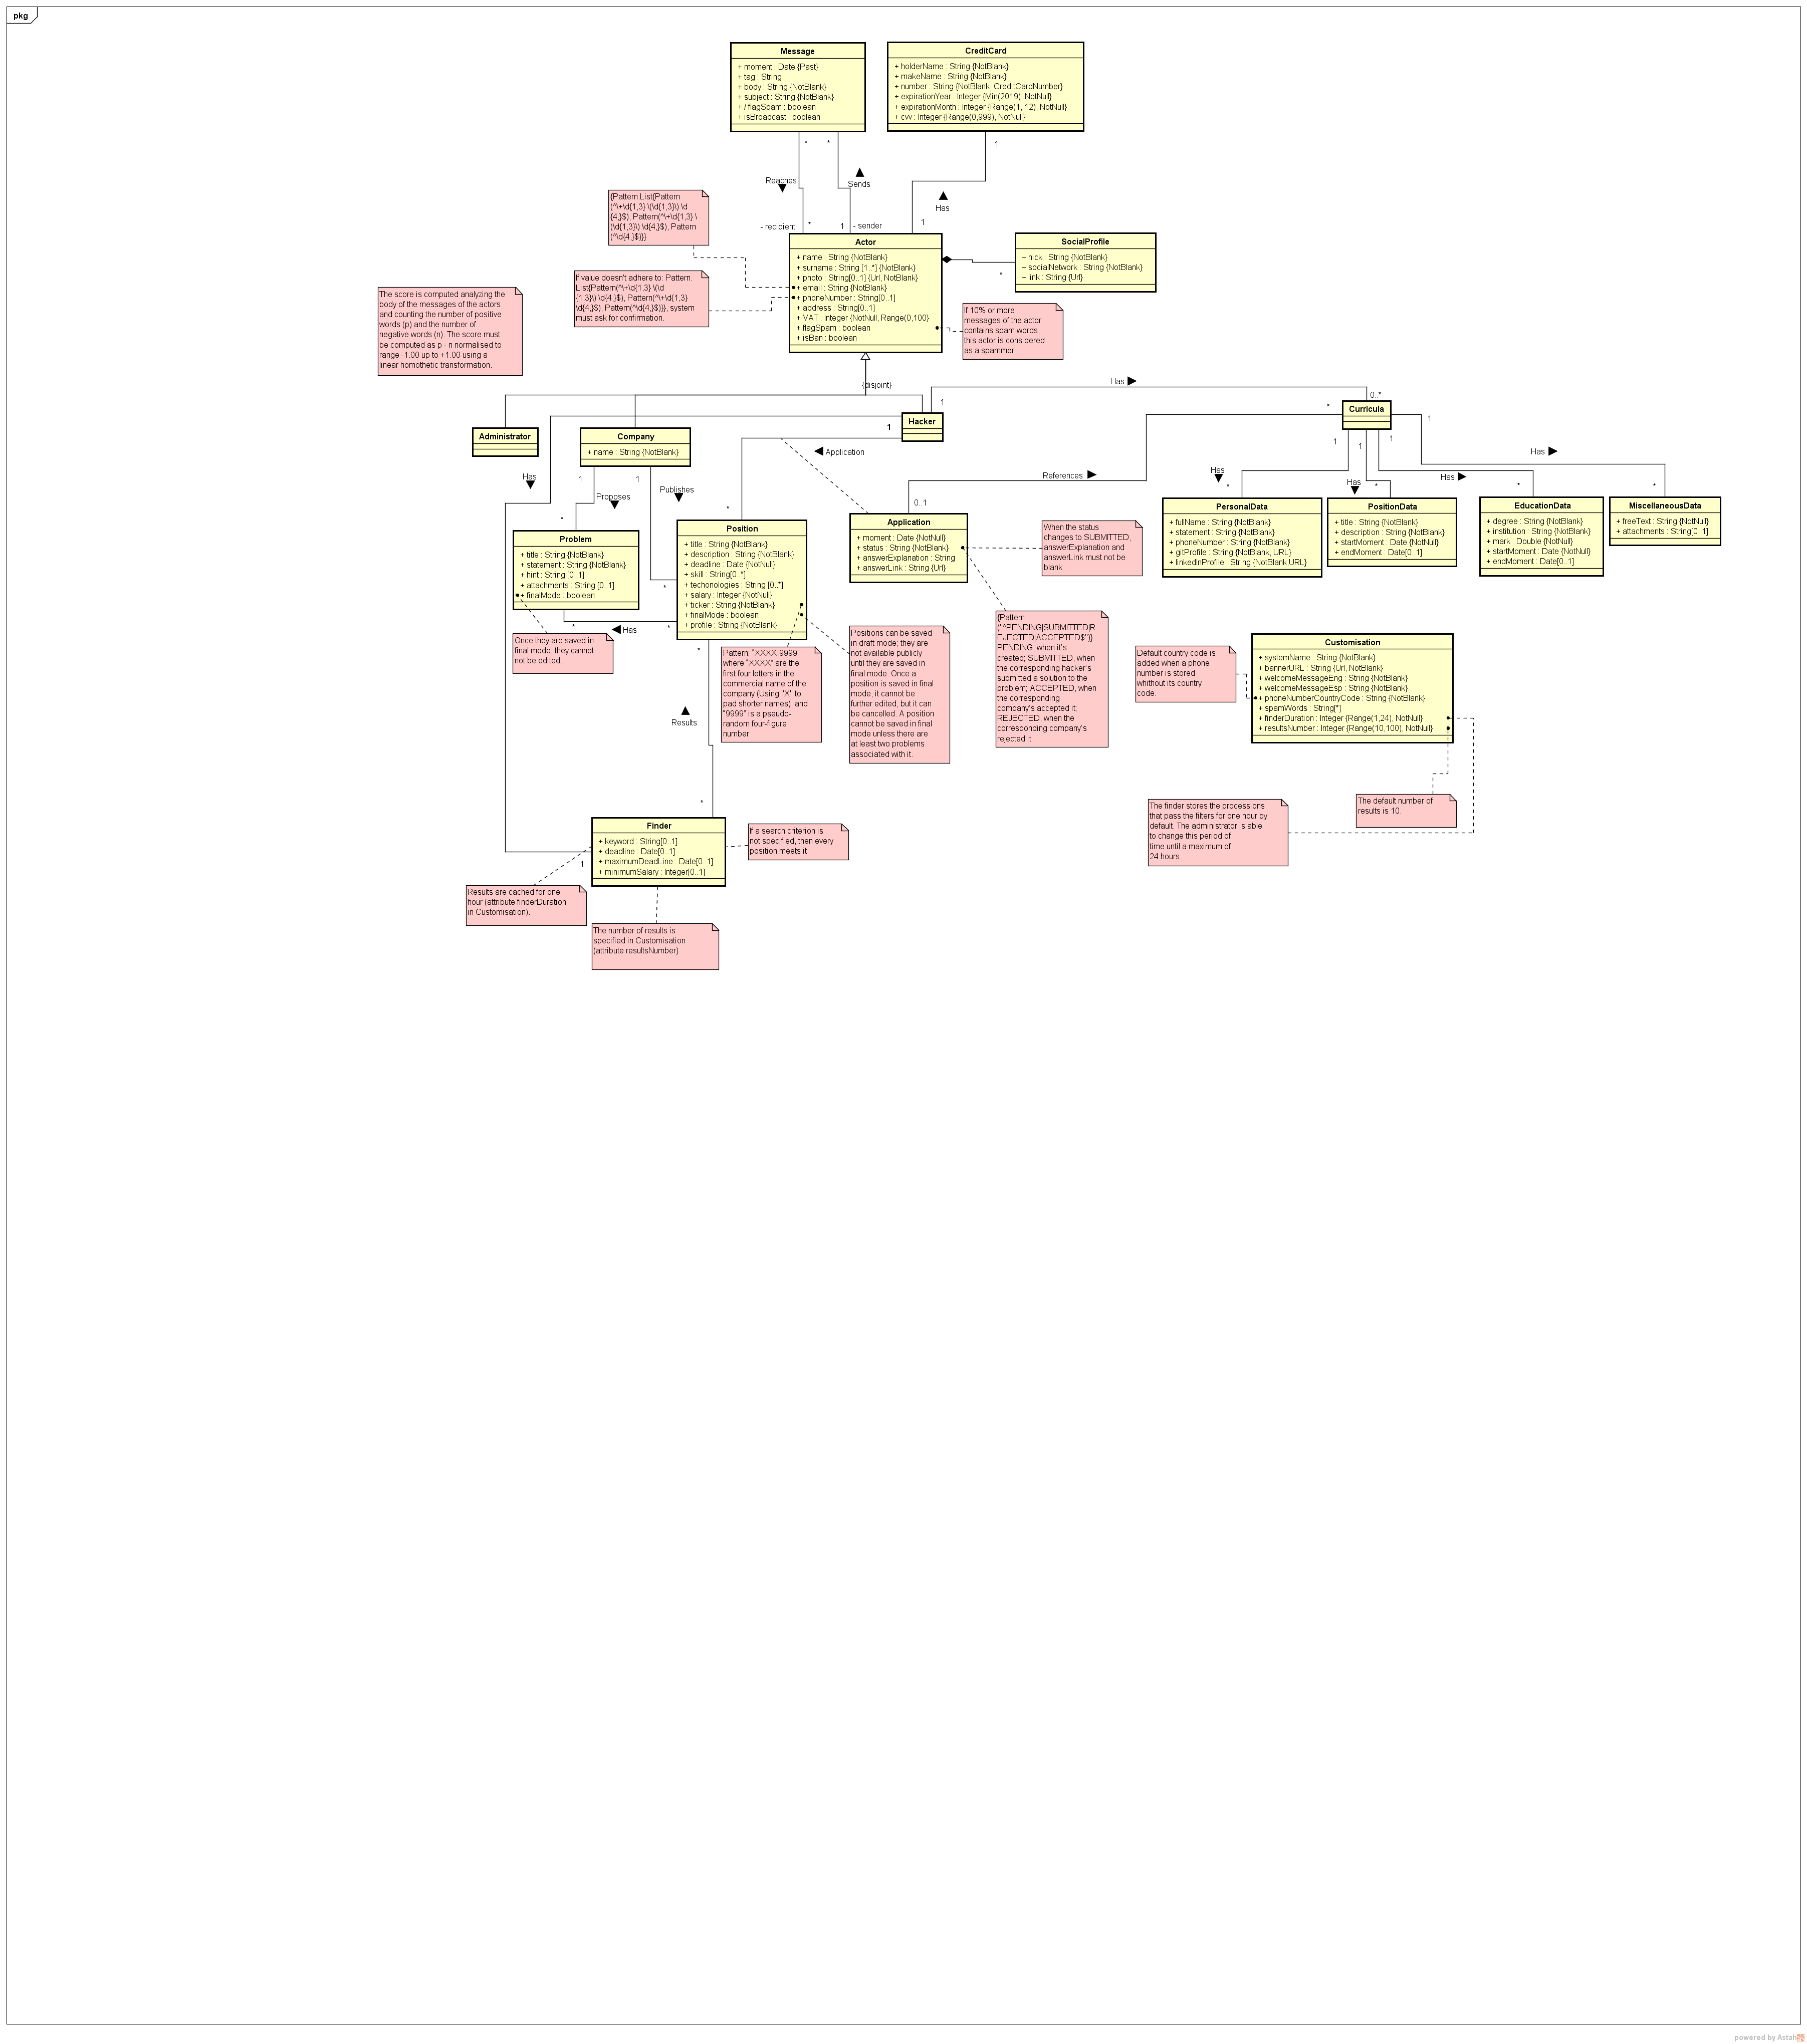 pkg
Message
+ moment : Date {Past}
+ tag : String
+ body : String {NotBlank}
+ subject : String {NotBlank}
+ / flagSpam : boolean
+ isBroadcast : boolean
CreditCard
+ holderName : String {NotBlank}
+ makeName : String {NotBlank}
+ number : String {NotBlank, CreditCardNumber}
+ expirationYear : Integer {Min(2019), NotNull}
+ expirationMonth : Integer {Range(1, 12), NotNull}
+ cvv : Integer {Range(0,999), NotNull}
*
*
1
Reaches
Sends
Has
- recipient
*
1
- sender
1
{Pattern.List{Pattern
(^\+\d{1,3} \(\d{1,3}\) \d
{4,}$), Pattern(^\+\d{1,3} \
(\d{1,3}\) \d{4,}$), Pattern
(^\d{4,}$)}}
If value doesn't adhere to: Pattern.
List{Pattern(^\+\d{1,3} \(\d
{1,3}\) \d{4,}$), Pattern(^\+\d{1,3}
\d{4,}$), Pattern(^\d{4,}$)}}, system
must ask for confirmation.
The score is computed analyzing the
body of the messages of the actors
and counting the number of positive
words (p) and the number of
negative words (n). The score must
be computed as p - n normalised to
range -1.00 up to +1.00 using a
linear homothetic transformation.
Actor
+ name : String {NotBlank}
+ surname : String [1..*] {NotBlank}
+ photo : String[0..1] {Url, NotBlank}
+ email : String {NotBlank}
+ phoneNumber : String[0..1]
+ address : String[0..1]
+ VAT : Integer {NotNull, Range(0,100}
+ flagSpam : boolean
+ isBan : boolean
SocialProfile
+ nick : String {NotBlank}
+ socialNetwork : String {NotBlank}
+ link : String {Url}
*
If 10% or more
messages of the actor
contains spam words,
this actor is considered
as a spammer
{disjoint}
Has
1
0..*
Administrator
Company
+ name : String {NotBlank}
Hacker
1
Curricula
*
1
Application
Has
1
Proposes
*
1
Publishes
*
*
References
0..1
1
Has
*
1
Has
*
1
Has
*
Has
*
Problem
+ title : String {NotBlank}
+ statement : String {NotBlank}
+ hint : String [0..1]
+ attachments : String [0..1]
+ finalMode : boolean
Position
+ title : String {NotBlank}
+ description : String {NotBlank}
+ deadline : Date {NotNull}
+ skill : String[0..*]
+ techonologies : String [0..*]
+ salary : Integer {NotNull}
+ ticker : String {NotBlank}
+ finalMode : boolean
+ profile : String {NotBlank}
Application
+ moment : Date {NotNull}
+ status : String {NotBlank}
+ answerExplanation : String
+ answerLink : String {Url}
When the status
changes to SUBMITTED,
answerExplanation and
answerLink must not be
blank
PersonalData
+ fullName : String {NotBlank}
+ statement : String {NotBlank}
+ phoneNumber : String {NotBlank}
+ gitProfile : String {NotBlank, URL}
+ linkedInProfile : String {NotBlank,URL}
PositionData
+ title : String {NotBlank}
+ description : String {NotBlank}
+ startMoment : Date {NotNull}
+ endMoment : Date[0..1]
EducationData
+ degree : String {NotBlank}
+ institution : String {NotBlank}
+ mark : Double {NotNull}
+ startMoment : Date {NotNull}
+ endMoment : Date[0..1]
MiscellaneousData
+ freeText : String {NotNull}
+ attachments : String[0..1]
*
Has
*
Once they are saved in
final mode, they cannot
not be edited.
Pattern: "XXXX-9999",
where "XXXX" are the
first four letters in the
commercial name of the
company (Using "X" to
pad shorter names), and
"9999" is a pseudo-
random four-figure
number
Positions can be saved
in draft mode; they are
not available publicly
until they are saved in
final mode. Once a
position is saved in final
mode, it cannot be
further edited, but it can
be cancelled. A position
cannot be saved in final
mode unless there are
at least two problems
associated with it.
{Pattern
("^PENDING|SUBMITTED|R
EJECTED|ACCEPTED$")}
PENDING, when it's
created; SUBMITTED, when
the corresponding hacker's
submitted a solution to the
problem; ACCEPTED, when
the corresponding
company's accepted it;
REJECTED, when the
corresponding company's
rejected it
Default country code is
added when a phone
number is stored
whithout its country
code.
Customisation
+ systemName : String {NotBlank}
+ bannerURL : String {Url, NotBlank}
+ welcomeMessageEng : String {NotBlank}
+ welcomeMessageEsp : String {NotBlank}
+ phoneNumberCountryCode : String {NotBlank}
+ spamWords : String[*]
+ finderDuration : Integer {Range(1,24), NotNull}
+ resultsNumber : Integer {Range(10,100), NotNull}
*
Results
*
The default number of
results is 10.
The finder stores the processions
that pass the filters for one hour by
default. The administrator is able
to change this period of
time until a maximum of
24 hours
Finder
+ keyword : String[0..1]
+ deadline : Date[0..1]
+ maximumDeadLine : Date[0..1]
+ minimumSalary : Integer[0..1]
1
If a search criterion is
not specified, then every
position meets it
Results are cached for one
hour (attribute finderDuration
in Customisation).
The number of results is
specified in Customisation
(attribute resultsNumber)
powered by Astah